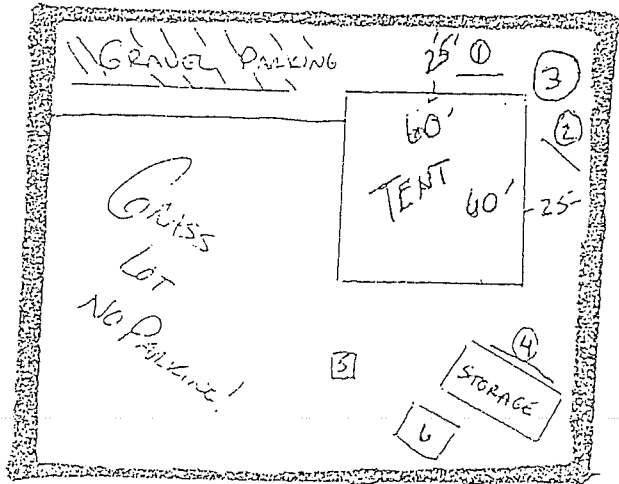 GRAVEL PARKING
25' ①
③
②
60'
TENT
60'
-25-
GRASS
LOT
NO PARKING!
④
5
STORAGE
6